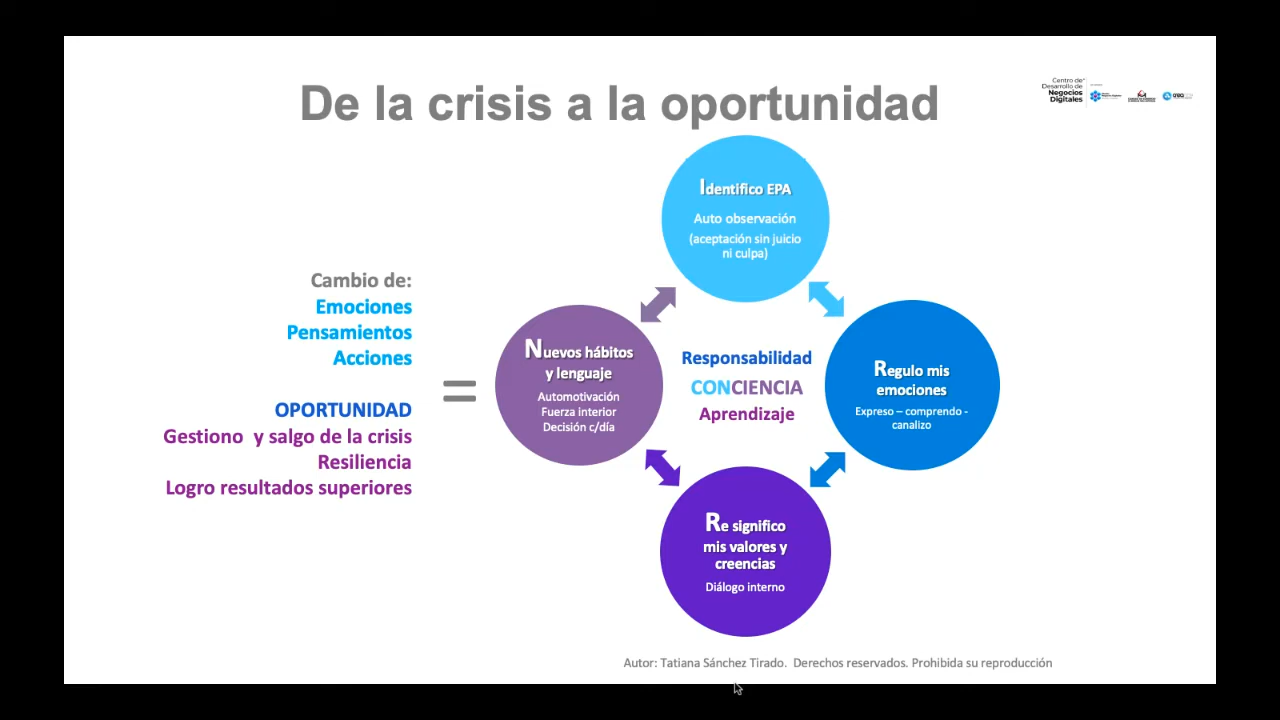 De la crisis a la oportunidad
Centro de
Desarrollo de
Negocios
Digitales
Identifico EPA
Auto observación
(aceptación sin juicio
ni culpa)
Cambio de:
Emociones
Pensamientos
Acciones
OPORTUNIDAD
Gestiono y salgo de la crisis
Resiliencia
Logro resultados superiores
=
Nuevos hábitos
y lenguaje
Automotivación
Fuerza interior
Decisión c/día
Responsabilidad
CONCIENCIA
Aprendizaje
Regulo mis
emociones
Expreso – comprendo -
canalizo
Re significo
mis valores y
creencias
Diálogo interno
Autor: Tatiana Sánchez Tirado. Derechos reservados. Prohibida su reproducción